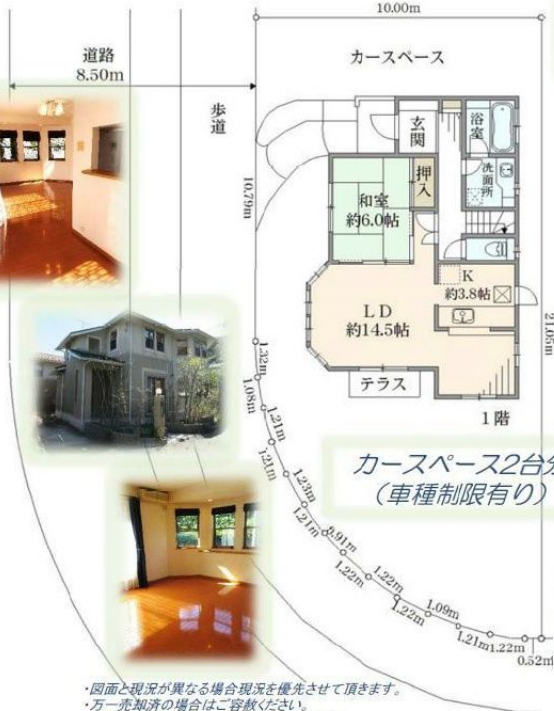 10.00m
道路
8.50m
カースペース
歩道
玄関
浴室
洗面所
押入
和室
約6.0帖
10.79m
K
約3.8帖
LD
約14.5帖
21.05m
テラス
1階
1.32m
1.08m
1.21m
1.21m
カースペース2台分
(車種制限有り)
1.23m
1.21m
0.91m
1.22m
1.22m
1.22m
1.09m
1.21m
1.22m
0.52m
・図面と現況が異なる場合現況を優先させて頂きます。
・万一売却済の場合はご容赦ください。